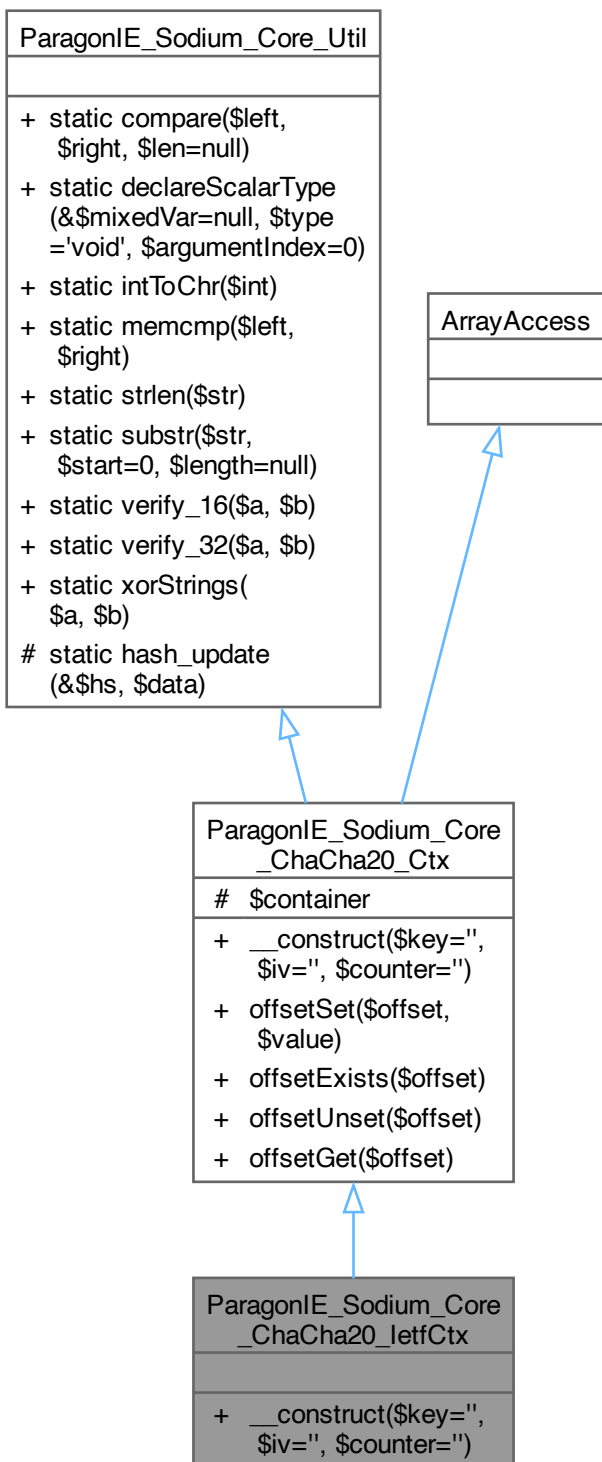 ParagonIE_Sodium_Core_Util
+ static compare($left,
$right, $len=null)
+ static declareScalarType
(&$mixedVar=null, $type
='void', $argumentIndex=0)
+ static intToChr($int)
+ static memcmp($left,
$right)
+ static strlen($str)
+ static substr($str,
$start=0, $length=null)
+ static verify_16($a, $b)
+ static verify_32($a, $b)
+ static xorStrings(
$a, $b)
# static hash_update
(&$hs, $data)
ArrayAccess
ParagonIE_Sodium_Core
_ChaCha20_Ctx
# $container
+ __construct($key='',
$iv='', $counter='')
+ offsetSet($offset,
$value)
+ offsetExists($offset)
+ offsetUnset($offset)
+ offsetGet($offset)
ParagonIE_Sodium_Core
_ChaCha20_IetfCtx
+ __construct($key='',
$iv='', $counter='')